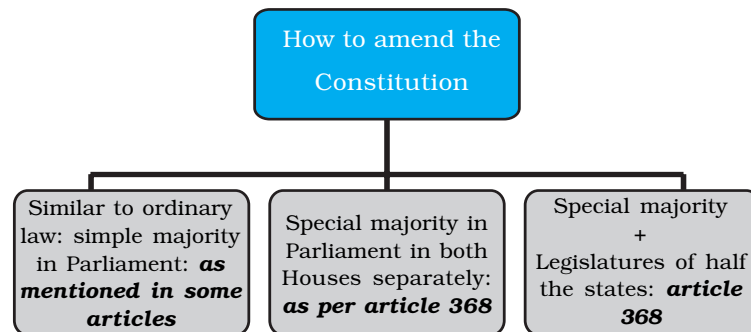 How to amend the
Constitution
Similar to ordinary
law: simple majority
in Parliament: as
mentioned in some
articles
Special majority in
Parliament in both
Houses separately:
as per article 368
Special majority
+
Legislatures of half
the states: article
368